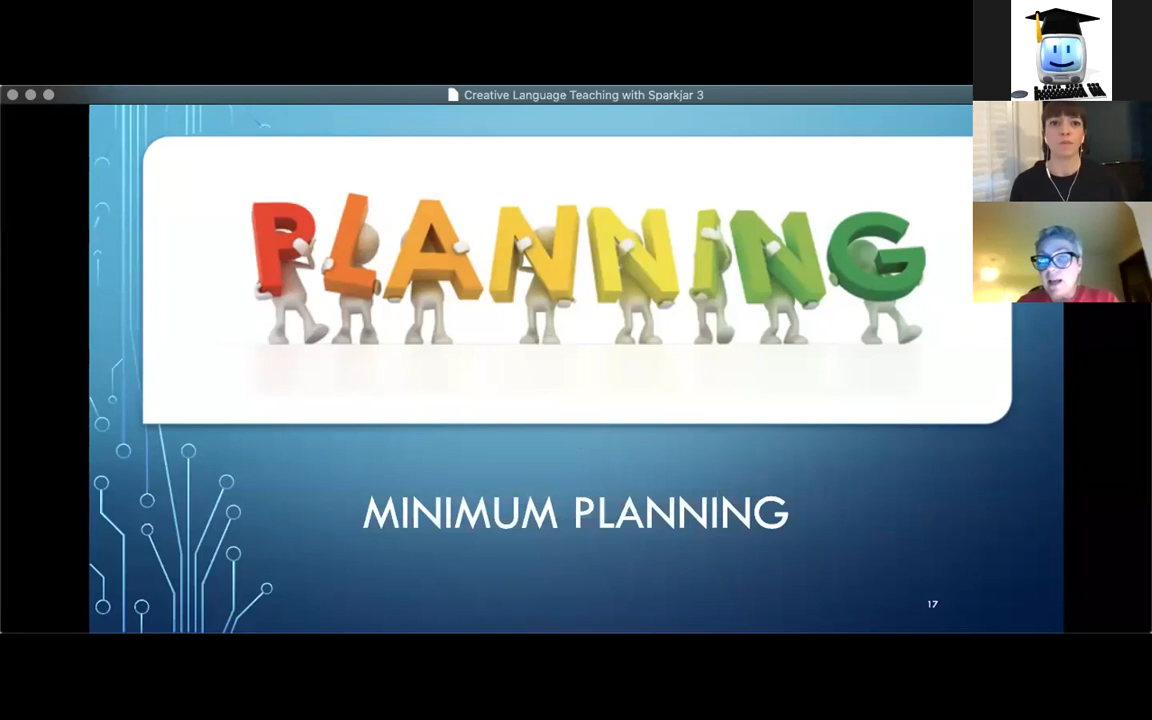 Creative Language Teaching with Sparkjar 3
PLANNING
MINIMUM PLANNING
17